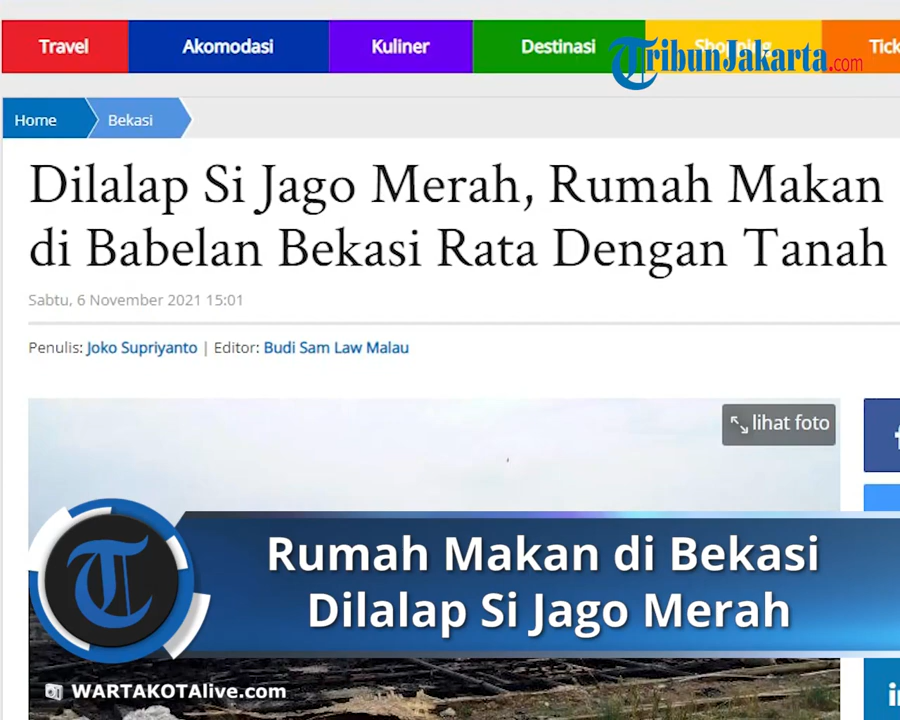 Travel Akomodasi Kuliner Destinasi Shopping
TribunJakarta.com
Home Bekasi
Dilalap Si Jago Merah, Rumah Makan
di Babelan Bekasi Rata Dengan Tanah
Sabtu, 6 November 2021 15:01
Penulis: Joko Supriyanto | Editor: Budi Sam Law Malau
lihat foto
Rumah Makan di Bekasi
Dilalap Si Jago Merah
WARTAKOTAlive.com